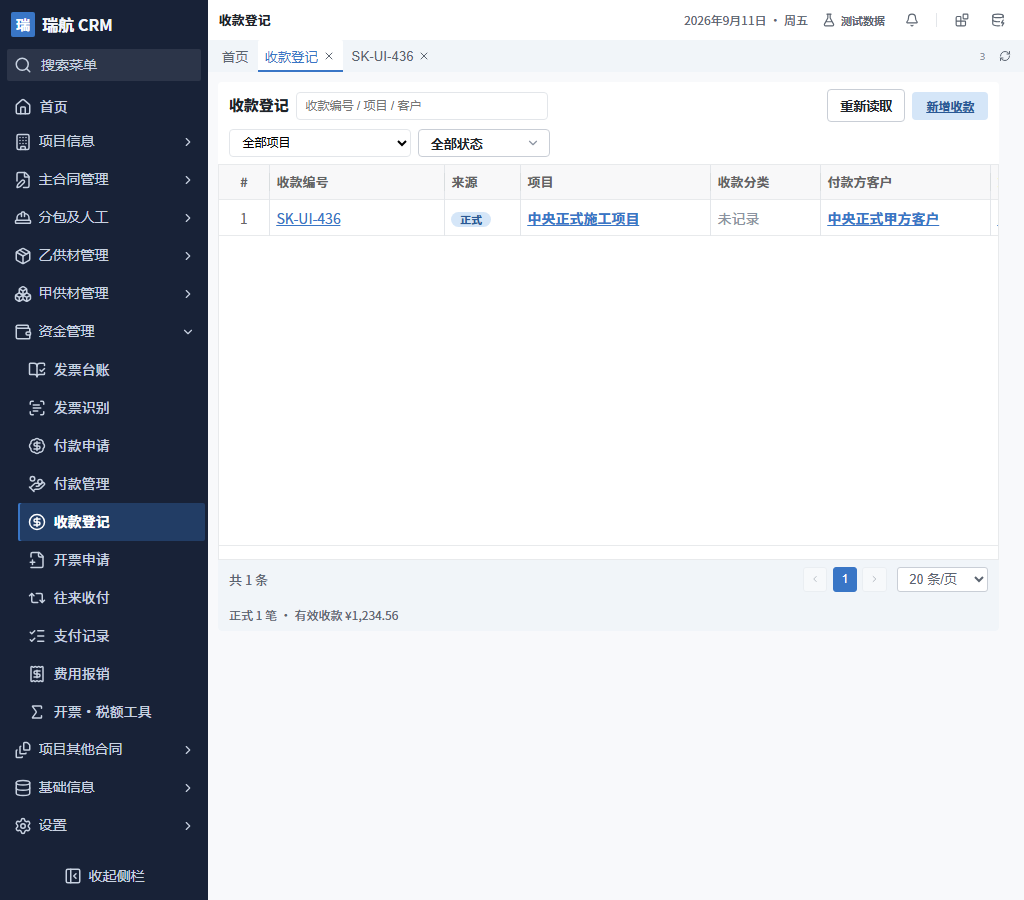 瑞 瑞航 CRM
搜索菜单
首页
项目信息
主合同管理
分包及人工
乙供材管理
甲供材管理
资金管理
发票台账
发票识别
付款申请
付款管理
收款登记
开票申请
往来收付
支付记录
费用报销
开票・税额工具
项目其他合同
基础信息
设置
收起侧栏
收款登记
2026年9月11日 • 周五 测试数据
首页 收款登记 × SK-UI-436 × 3
收款登记 收款编号 / 项目 / 客户 重新读取 新增收款
全部项目 全部状态
# 收款编号 来源 项目 收款分类 付款方客户
1 SK-UI-436 正式 中央正式施工项目 未记录 中央正式甲方客户
共 1 条 ‹ 1 › 20 条/页
正式 1 笔 • 有效收款 ¥1,234.56